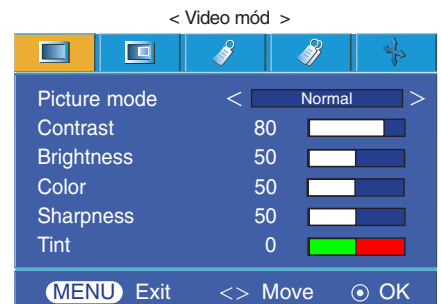 < Video mód >
Picture mode < Normal >
Contrast 80
Brightness 50
Color 50
Sharpness 50
Tint 0
MENU Exit <> Move ⊙ OK